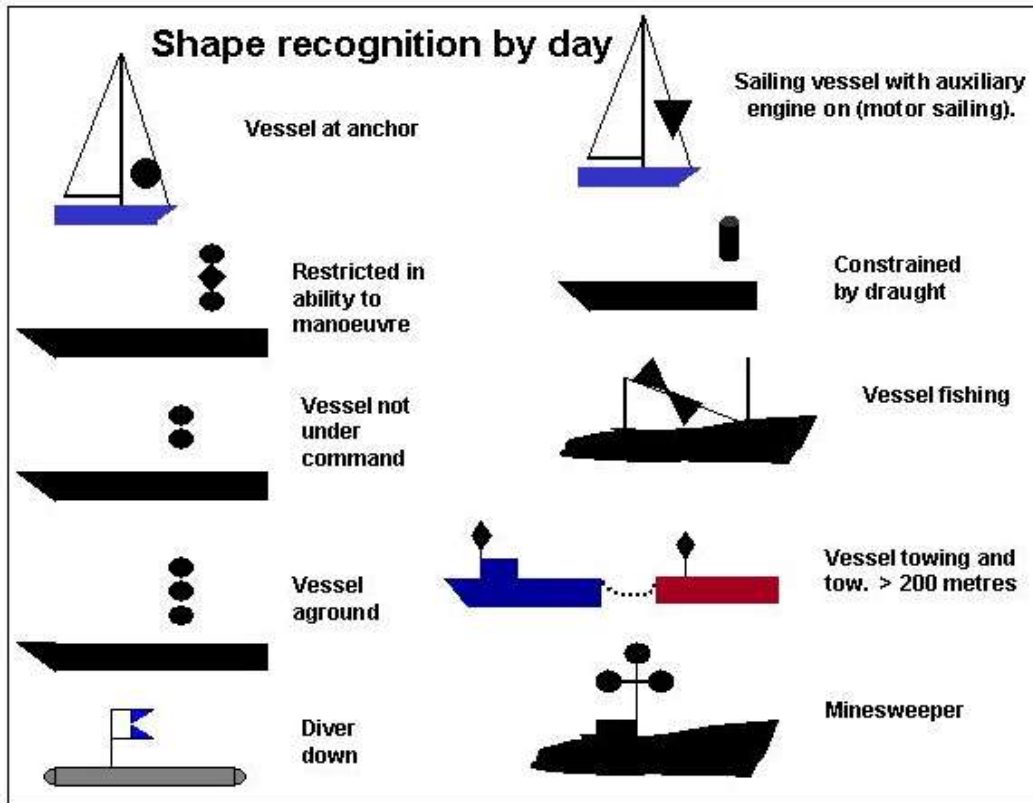 Shape recognition by day
Vessel at anchor
Sailing vessel with auxiliary
engine on (motor sailing).
Restricted in
ability to
manoeuvre
Constrained
by draught
Vessel not
under
command
Vessel fishing
Vessel
aground
Vessel towing and
tow. > 200 metres
Diver
down
Minesweeper